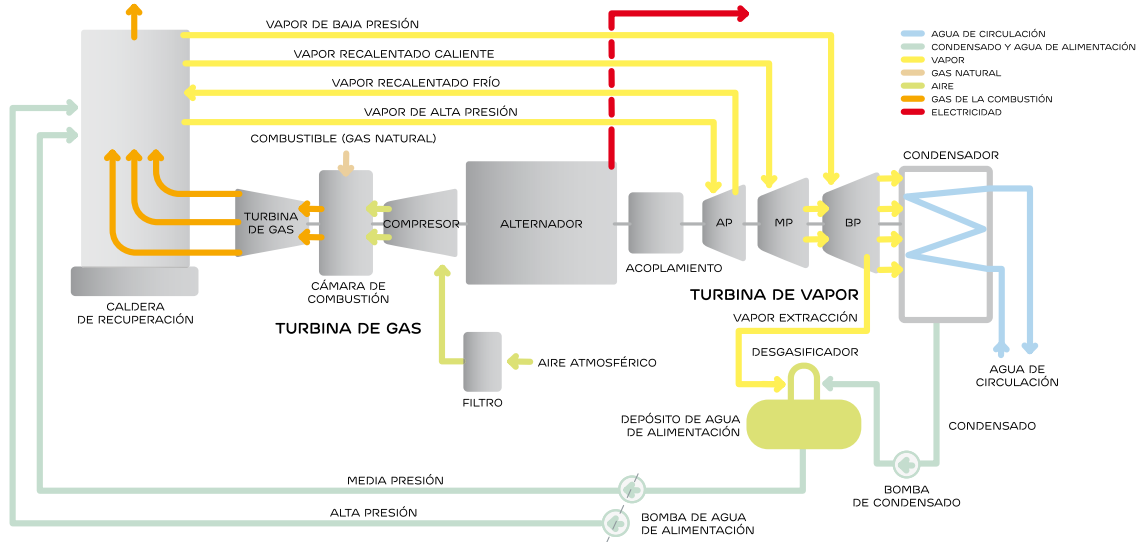 VAPOR DE BAJA PRESIÓN
VAPOR RECALENTADO CALIENTE
VAPOR RECALENTADO FRÍO
VAPOR DE ALTA PRESIÓN
COMBUSTIBLE (GAS NATURAL)
AGUA DE CIRCULACIÓN
CONDENSADO Y AGUA DE ALIMENTACIÓN
VAPOR
GAS NATURAL
AIRE
GAS DE LA COMBUSTIÓN
ELECTRICIDAD
CONDENSADOR
TURBINA
DE GAS
COMPRESOR
ALTERNADOR
AP
MP
BP
ACOPLAMIENTO
CÁMARA DE
COMBUSTIÓN
CALDERA
DE RECUPERACIÓN
TURBINA DE GAS
TURBINA DE VAPOR
VAPOR EXTRACCIÓN
DESGASIFICADOR
AIRE ATMOSFÉRICO
FILTRO
AGUA DE
CIRCULACIÓN
DEPÓSITO DE AGUA
DE ALIMENTACIÓN
CONDENSADO
MEDIA PRESIÓN
BOMBA
DE CONDENSADO
ALTA PRESIÓN
BOMBA DE AGUA
DE ALIMENTACIÓN